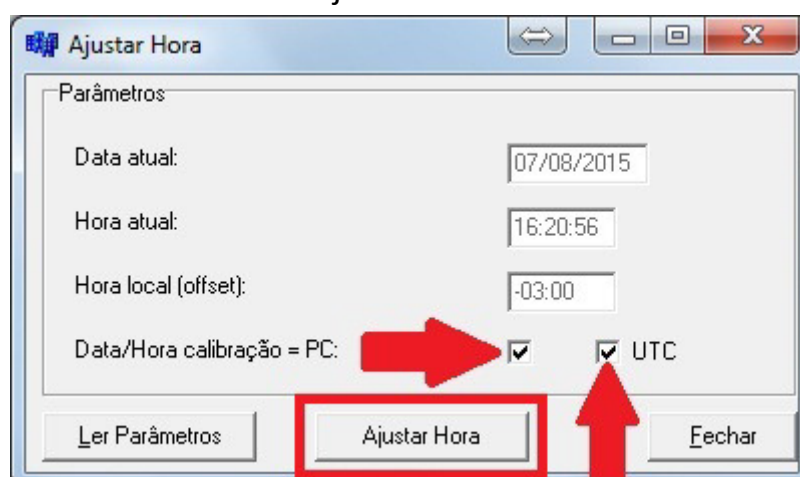 Ajustar Hora
Parâmetros
Data atual: 07/08/2015
Hora atual: 16:20:56
Hora local (offset): -03:00
Data/Hora calibração = PC: UTC
Ler Parâmetros Ajustar Hora Fechar